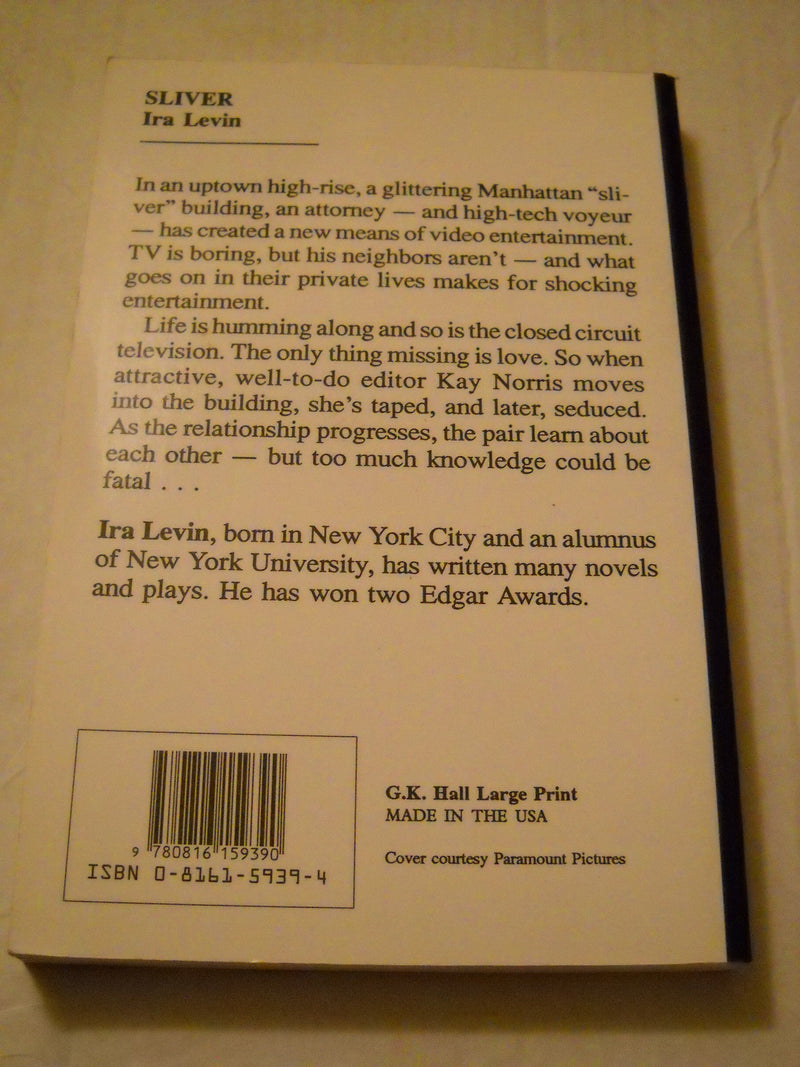 SLIVER
Ira Levin
In an uptown high-rise, a glittering Manhattan “sli-
ver” building, an attorney — and high-tech voyeur
— has created a new means of video entertainment.
TV is boring, but his neighbors aren’t — and what
goes on in their private lives makes for shocking
entertainment.
Life is humming along and so is the closed circuit
television. The only thing missing is love. So when
attractive, well-to-do editor Kay Norris moves
into the building, she’s taped, and later, seduced.
As the relationship progresses, the pair learn about
each other — but too much knowledge could be
fatal . . .
Ira Levin, born in New York City and an alumnus
of New York University, has written many novels
and plays. He has won two Edgar Awards.
9 780816 159390
ISBN 0-8161-5939-4
G.K. Hall Large Print
MADE IN THE USA
Cover courtesy Paramount Pictures